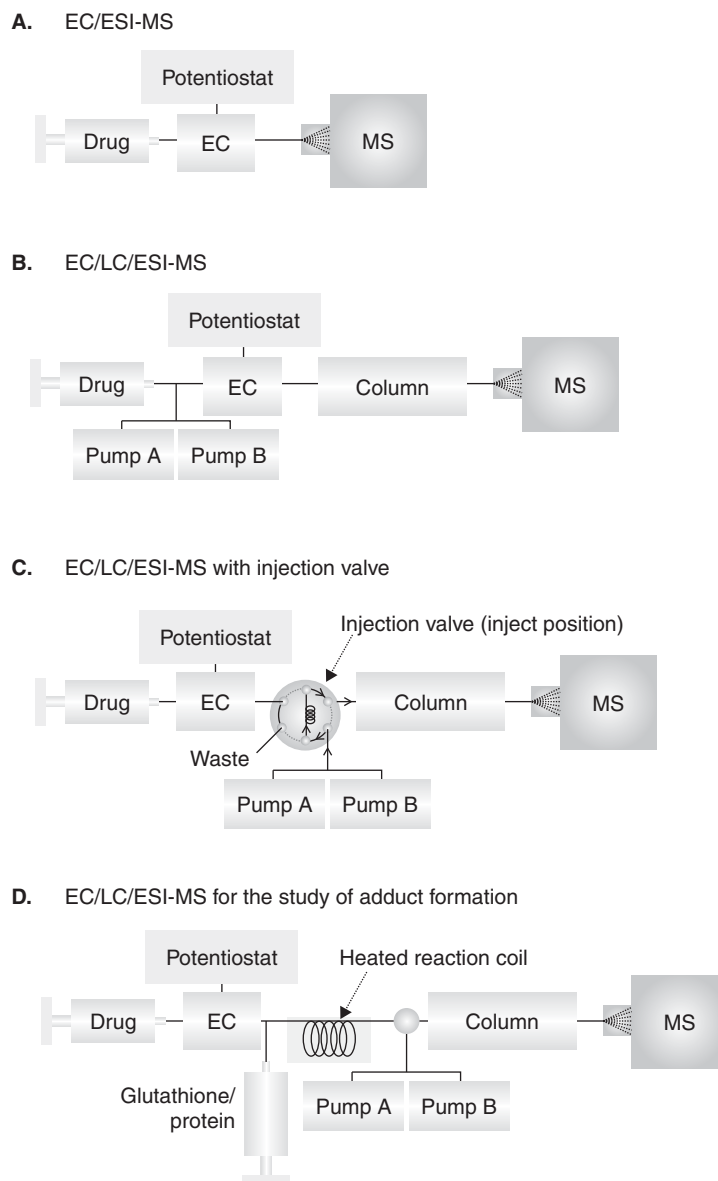 A. EC/ESI-MS
Potentiostat
Drug
EC
MS
B. EC/LC/ESI-MS
Potentiostat
Drug
EC
Column
MS
Pump A
Pump B
C. EC/LC/ESI-MS with injection valve
Injection valve (inject position)
Potentiostat
Drug
EC
Column
MS
Waste
Pump A
Pump B
D. EC/LC/ESI-MS for the study of adduct formation
Potentiostat
Heated reaction coil
Drug
EC
Column
MS
Glutathione/
protein
Pump A
Pump B